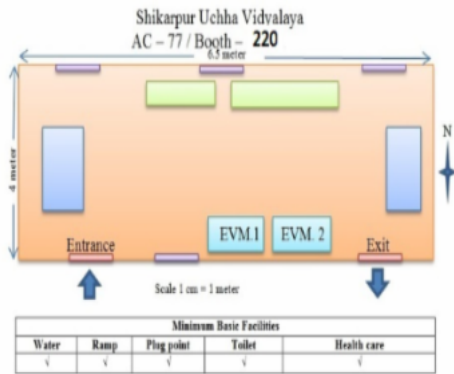 Shikarpur Uchha Vidvalaya
AC - 77 / Booth - 220
6.5 meter
4 meter
N
EVM.1 EVM. 2
Entrance Exit
Scale 1 cm = 1 meter
Minimum Basic Facilities
Water Ramp Plug point Toilet Health care
√ √ √ √ √